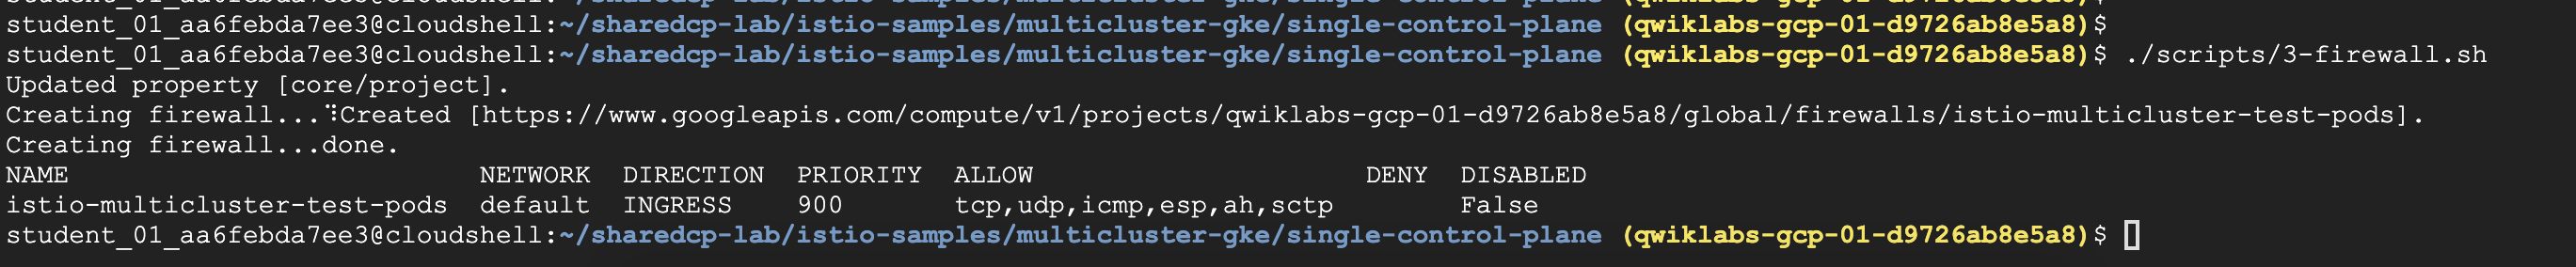 student_01_aa6febda7ee3@cloudshell:~/sharedcp-lab/istio-samples/multicluster-gke/single-control-plane (qwiklabs-gcp-01-d9726ab8e5a8)$
student_01_aa6febda7ee3@cloudshell:~/sharedcp-lab/istio-samples/multicluster-gke/single-control-plane (qwiklabs-gcp-01-d9726ab8e5a8)$ ./scripts/3-firewall.sh
Updated property [core/project].
Creating firewall...⠹Created [https://www.googleapis.com/compute/v1/projects/qwiklabs-gcp-01-d9726ab8e5a8/global/firewalls/istio-multicluster-test-pods].
Creating firewall...done.
NAME NETWORK DIRECTION PRIORITY ALLOW DENY DISABLED
istio-multicluster-test-pods default INGRESS 900 tcp,udp,icmp,esp,ah,sctp False
student_01_aa6febda7ee3@cloudshell:~/sharedcp-lab/istio-samples/multicluster-gke/single-control-plane (qwiklabs-gcp-01-d9726ab8e5a8)$